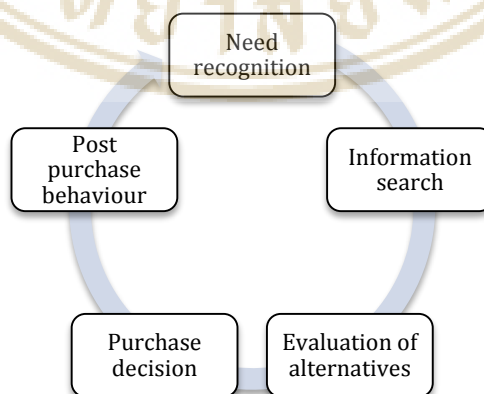 Need
recognition
Information
search
Evaluation of
alternatives
Purchase
decision
Post
purchase
behaviour